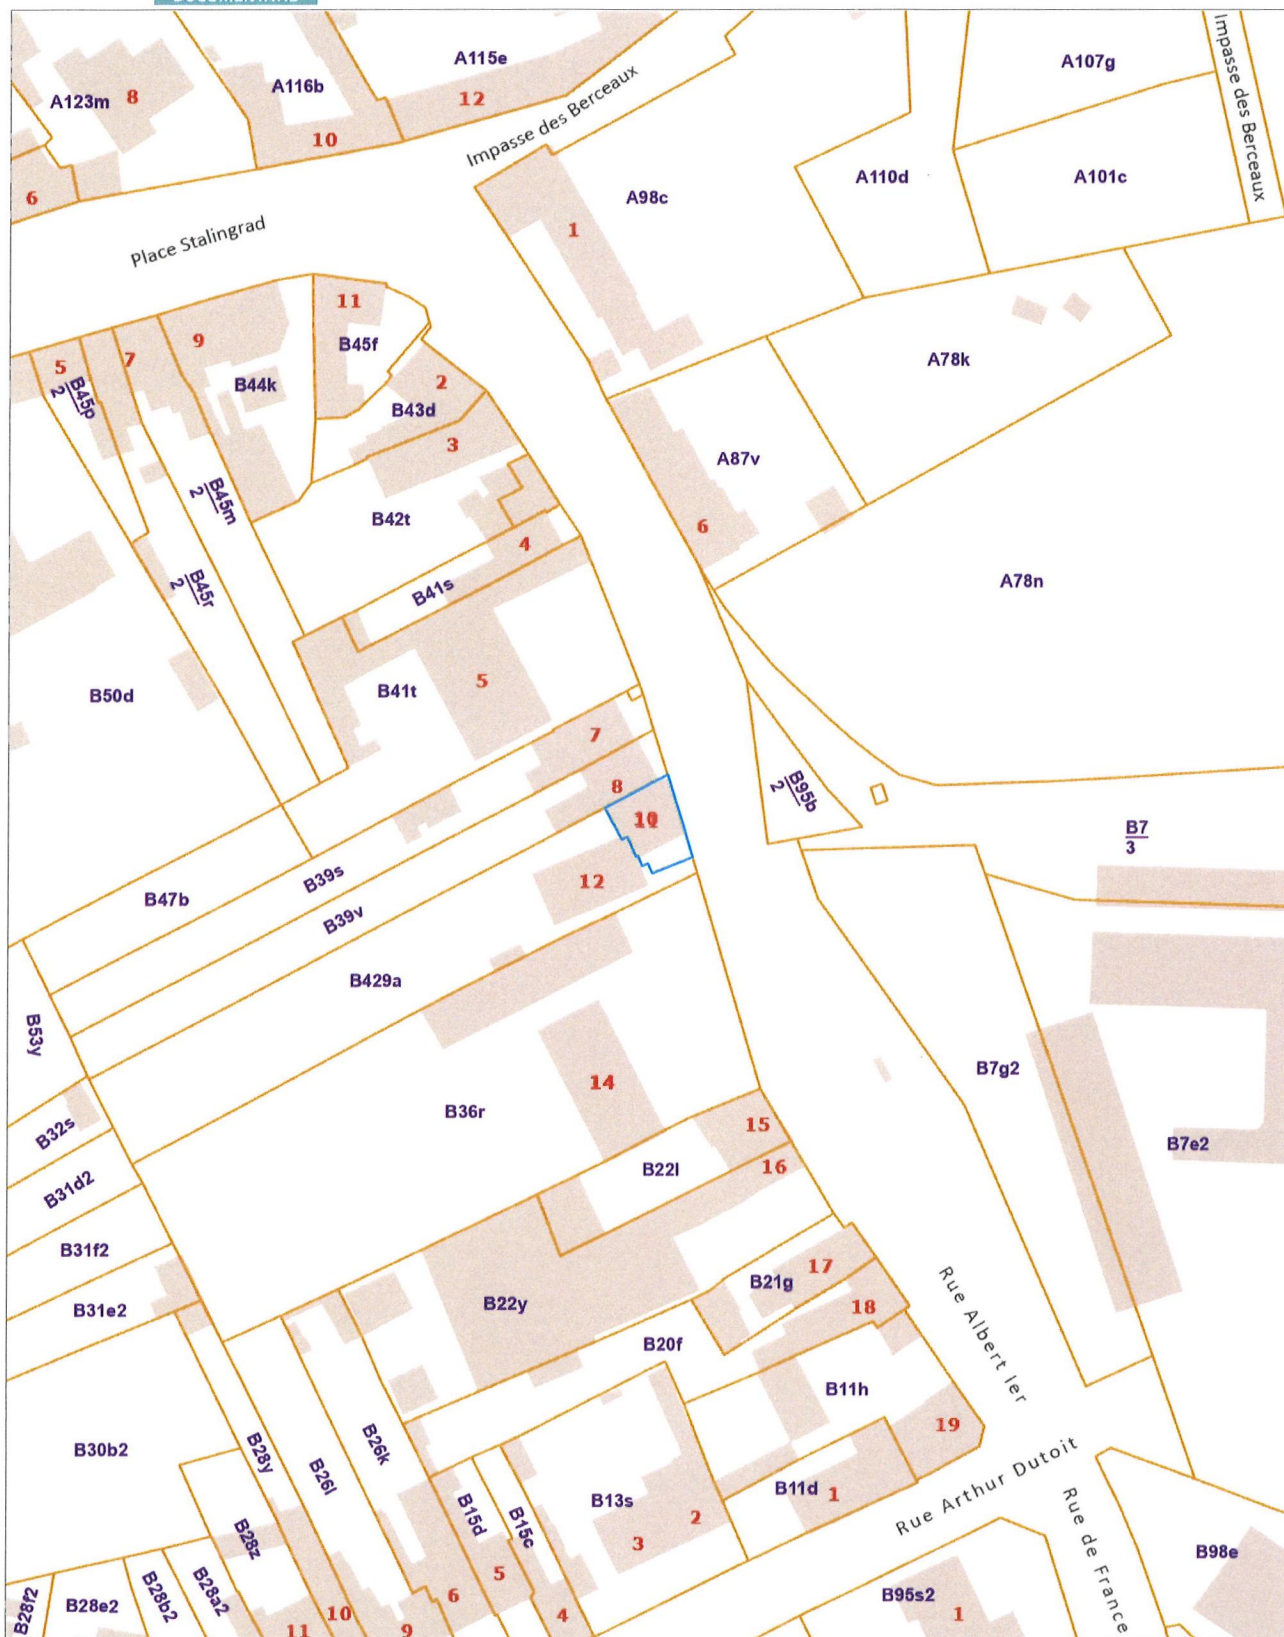 A115e
A107g
Impasse des Berceaux
A116b
A123m
8
12
Impasse des Berceaux
10
A110d
A101c
A98c
6
1
Place Stalingrad
11
9
B45f
7
5
A78k
2
B44k
B45p
2
B43d
3
A87v
B45m
2
B42t
6
4
A78n
B45r
2
B41s
5
B41t
B50d
7
8
B95b
2
10
B7
3
12
B39s
B47b
B39v
B429a
B53y
B7g2
14
B36r
15
B32s
B7e2
16
B22l
B31d2
B31f2
17
B21g
B22y
18
B31e2
Rue Albert Ier
B20f
B11h
19
B26k
B30b2
B28y
B26l
B11d
1
Rue Arthur Dutoit
B13s
2
B15d
B15c
3
B28z
Rue de France
B98e
5
6
B95s2
1
B28a2
B28b2
B28e2
B28f2
4
10
9
11